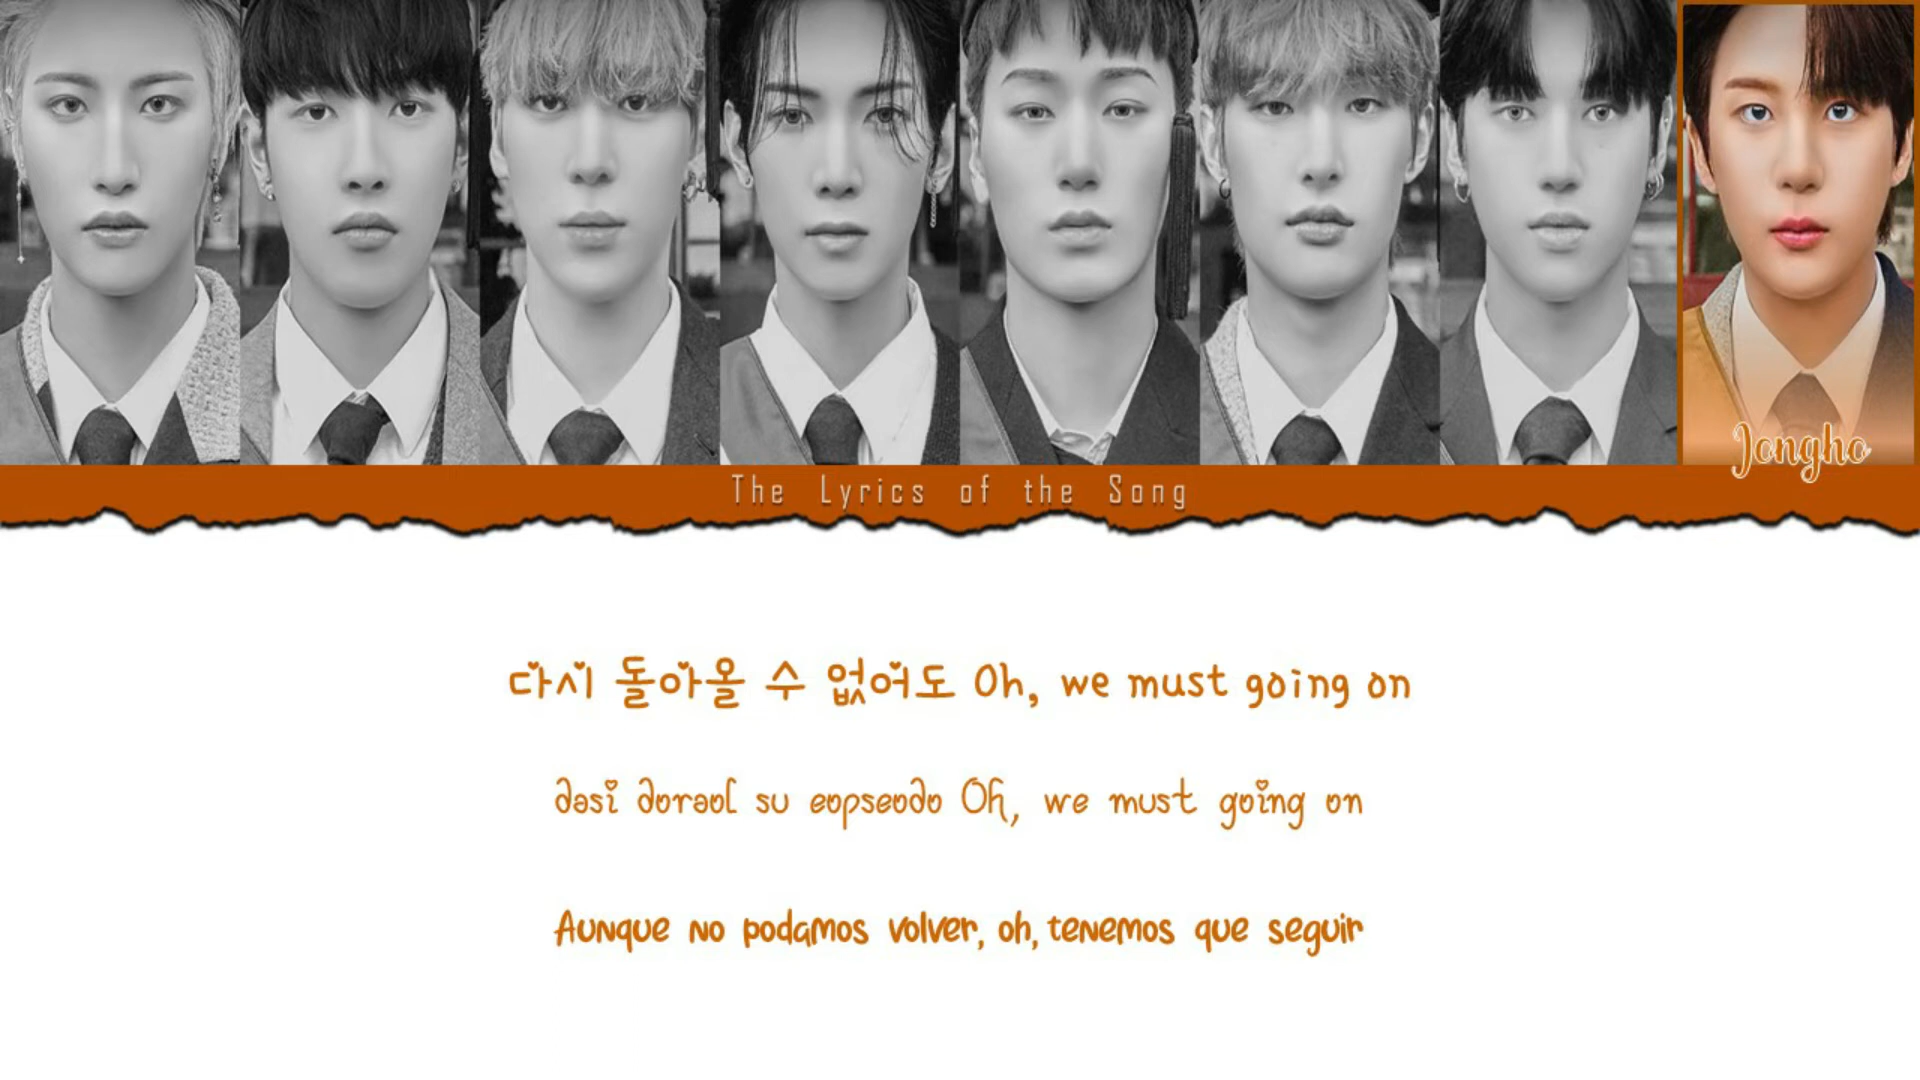 Jongho
The Lyrics of the Song
다시 돌아올 수 없어도 Oh, we must going on
dasi doraol su eopseodo Oh, we must going on
Aunque no podamos volver, oh, tenemos que seguir